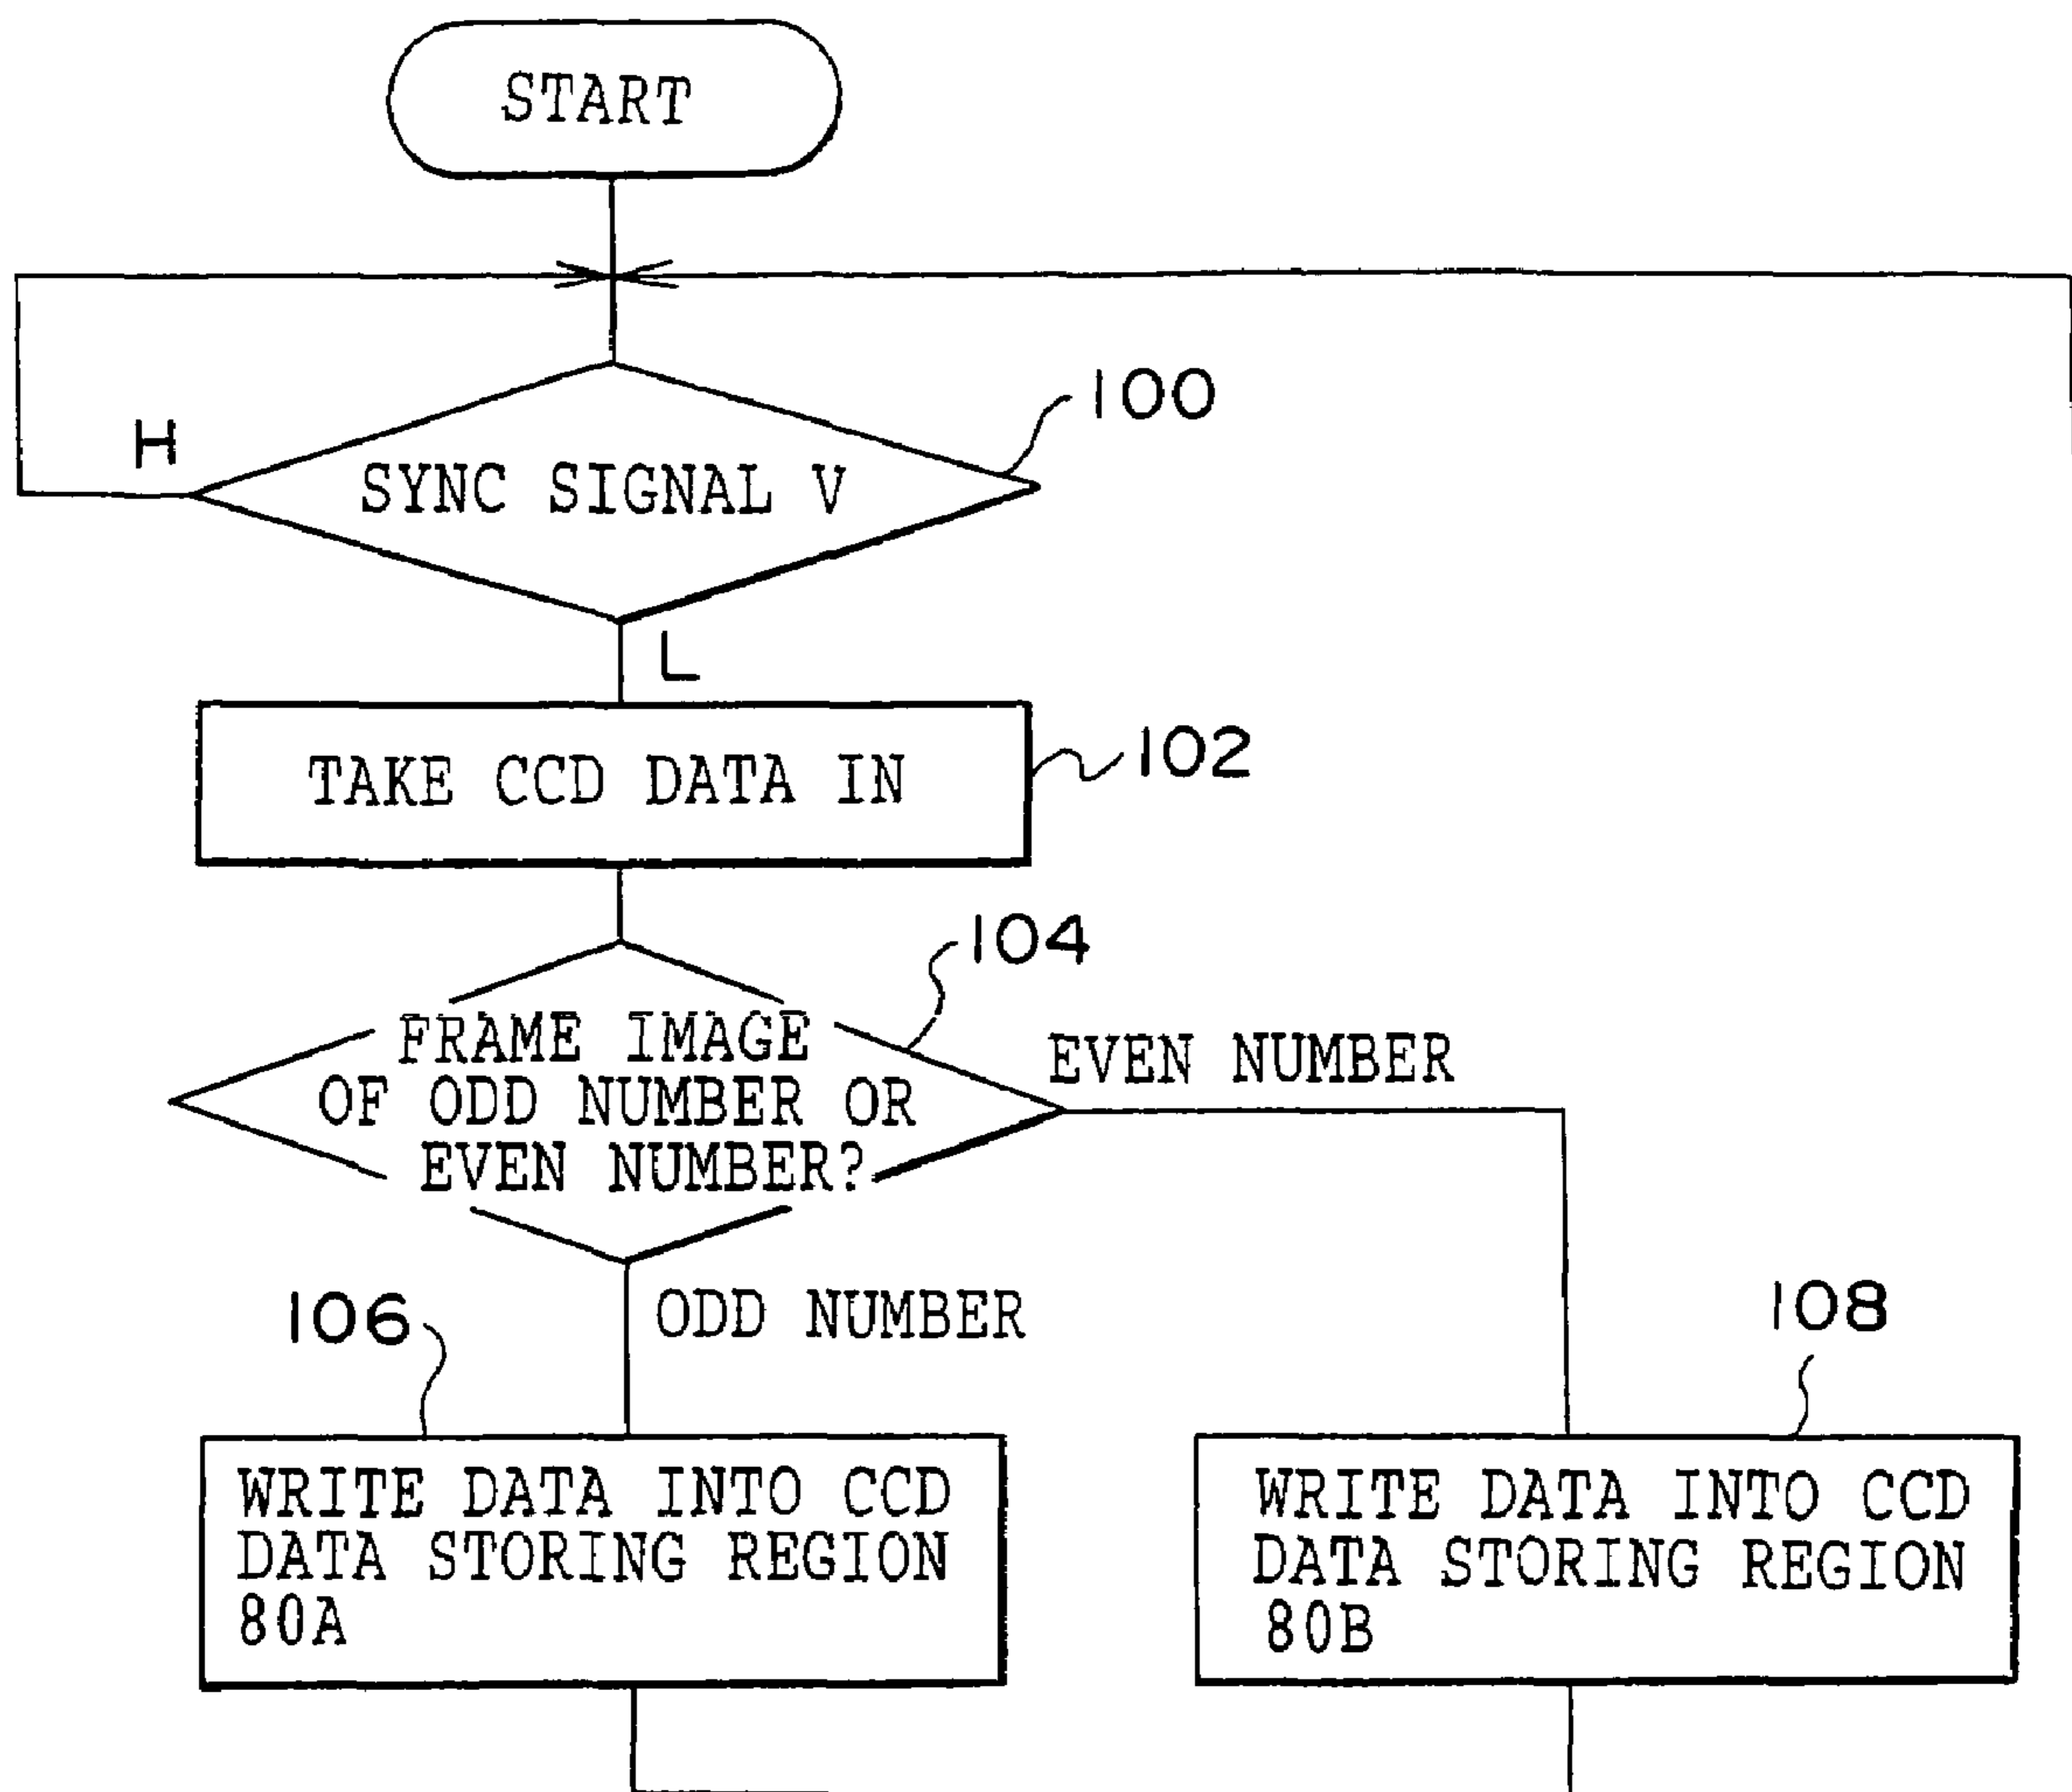 START
100
H
SYNC SIGNAL V
L
TAKE CCD DATA IN
102
104
FRAME IMAGE
OF ODD NUMBER OR
EVEN NUMBER?
EVEN NUMBER
ODD NUMBER
106
108
WRITE DATA INTO CCD
DATA STORING REGION
80A
WRITE DATA INTO CCD
DATA STORING REGION
80B